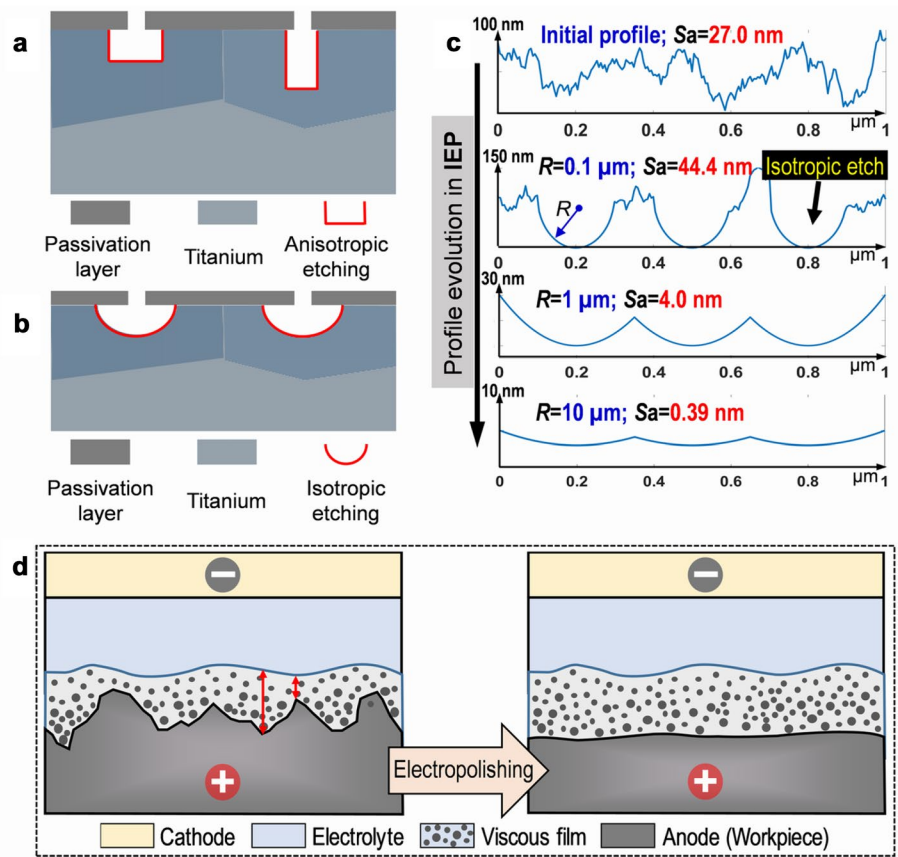 a
Passivation
layer
Titanium
Anisotropic
etching
b
Passivation
layer
Titanium
Isotropic
etching
c
Profile evolution in IEP
100 nm
Initial profile; Sa=27.0 nm
0 0.2 0.4 0.6 0.8 1
µm
150 nm
R=0.1 µm; Sa=44.4 nm
Isotropic etch
R
0 0.2 0.4 0.6 0.8 1
µm
30 nm
R=1 µm; Sa=4.0 nm
0 0.2 0.4 0.6 0.8 1
µm
10 nm
R=10 µm; Sa=0.39 nm
0 0.2 0.4 0.6 0.8 1
µm
d
Electropolishing
Cathode Electrolyte Viscous film Anode (Workpiece)